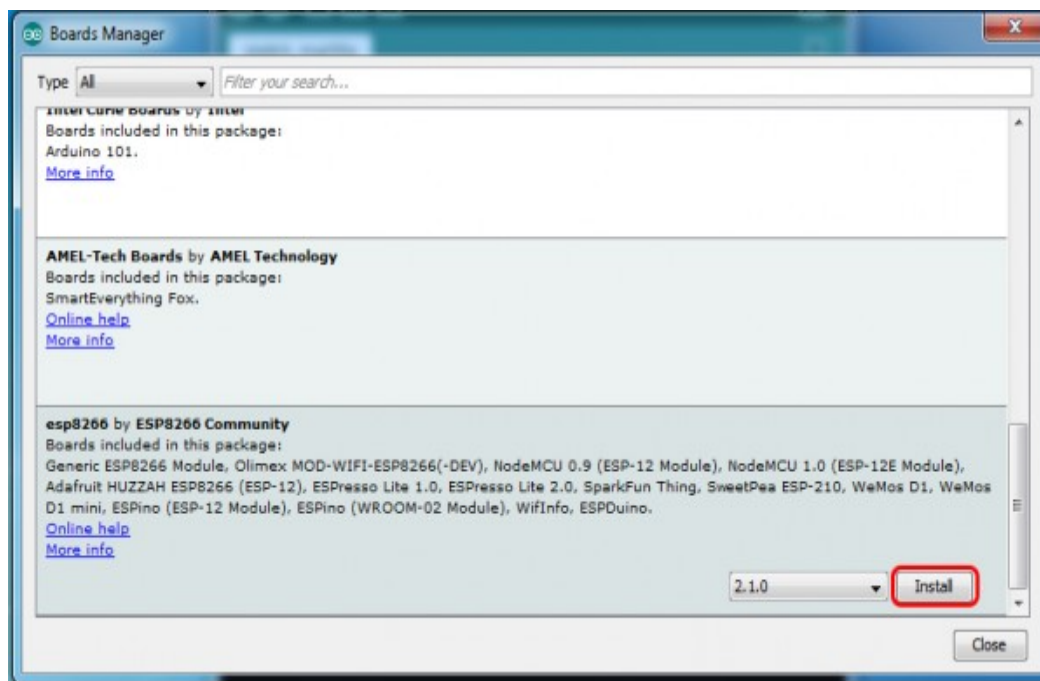 Boards Manager
Type All Filter your search...
Intel Curie Boards by Intel
Boards included in this package:
Arduino 101.
More info
AMEL-Tech Boards by AMEL Technology
Boards included in this package:
SmartEverything Fox.
Online help
More info
esp8266 by ESP8266 Community
Boards included in this package:
Generic ESP8266 Module, Olimex MOD-WIFI-ESP8266(-DEV), NodeMCU 0.9 (ESP-12 Module), NodeMCU 1.0 (ESP-12E Module),
Adafruit HUZZAH ESP8266 (ESP-12), ESPresso Lite 1.0, ESPresso Lite 2.0, SparkFun Thing, SweetPea ESP-210, WeMos D1, WeMos
D1 mini, ESPino (ESP-12 Module), ESPino (WROOM-02 Module), WifInfo, ESPDuino.
Online help
More info
2.1.0 Install
Close